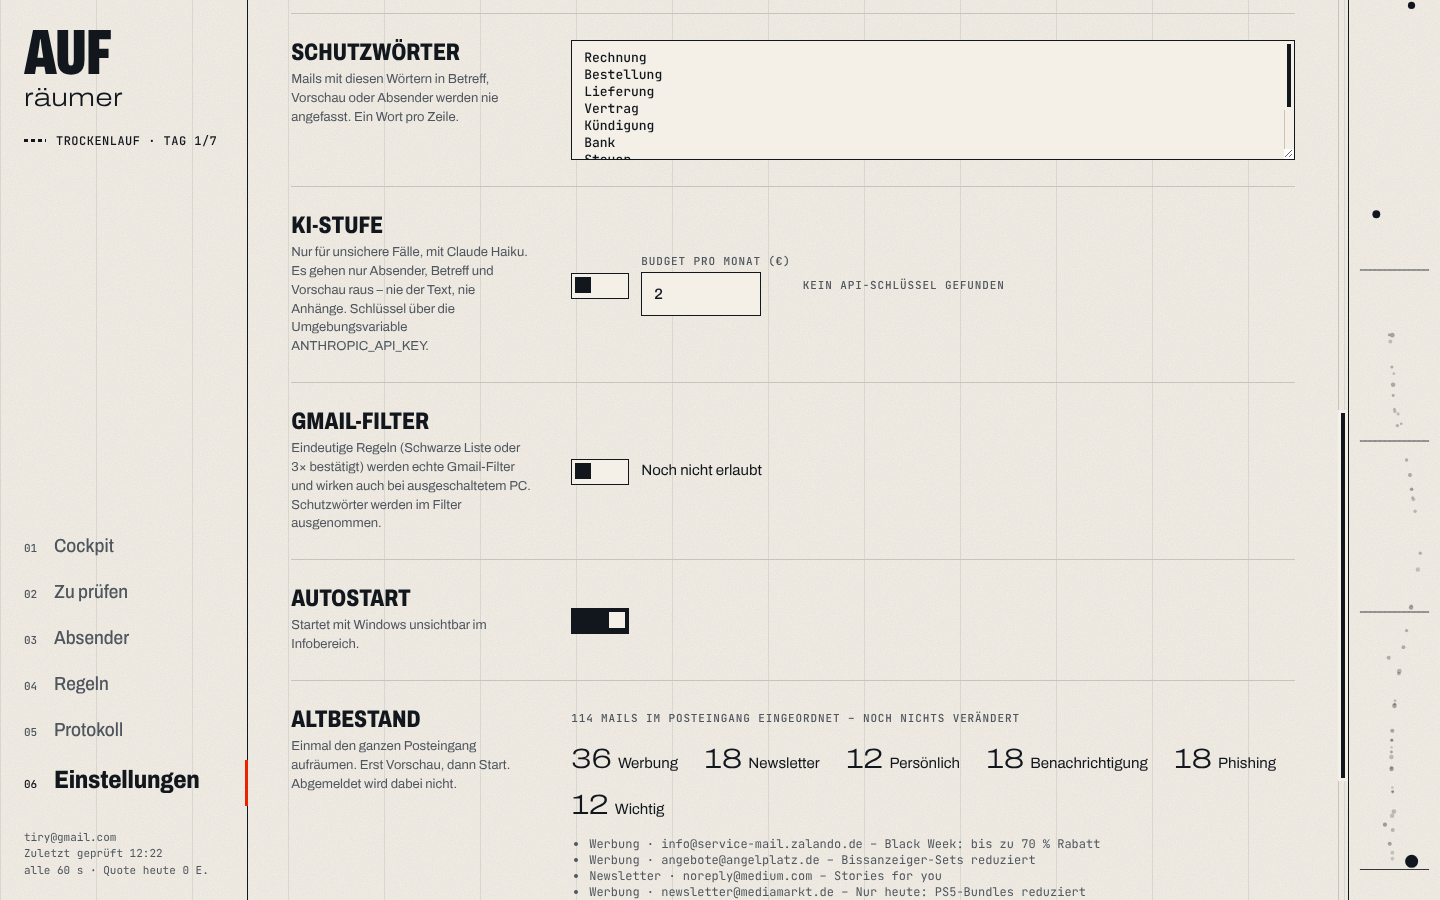 AUF
räumer
TROCKENLAUF · TAG 1/7
01 Cockpit
02 Zu prüfen
03 Absender
04 Regeln
05 Protokoll
06 Einstellungen
tiry@gmail.com
Zuletzt geprüft 12:22
alle 60 s · Quote heute 0 E.
SCHUTZWÖRTER
Mails mit diesen Wörtern in Betreff,
Vorschau oder Absender werden nie
angefasst. Ein Wort pro Zeile.
Rechnung
Bestellung
Lieferung
Vertrag
Kündigung
Bank
KI-STUFE
Nur für unsichere Fälle, mit Claude Haiku.
Es gehen nur Absender, Betreff und
Vorschau raus – nie der Text, nie
Anhänge. Schlüssel über die
Umgebungsvariable
ANTHROPIC_API_KEY.
BUDGET PRO MONAT (€)
2
KEIN API-SCHLÜSSEL GEFUNDEN
GMAIL-FILTER
Eindeutige Regeln (Schwarze Liste oder
3× bestätigt) werden echte Gmail-Filter
und wirken auch bei ausgeschaltetem PC.
Schutzwörter werden im Filter
ausgenommen.
Noch nicht erlaubt
AUTOSTART
Startet mit Windows unsichtbar im
Infobereich.
ALTBESTAND
Einmal den ganzen Posteingang
aufräumen. Erst Vorschau, dann Start.
Abgemeldet wird dabei nicht.
114 MAILS IM POSTEINGANG EINGEORDNET – NOCH NICHTS VERÄNDERT
36 Werbung 18 Newsletter 12 Persönlich 18 Benachrichtigung 18 Phishing
12 Wichtig
• Werbung · info@service-mail.zalando.de – Black Week: bis zu 70 % Rabatt
• Werbung · angebote@angelplatz.de – Bissanzeiger-Sets reduziert
• Newsletter · noreply@medium.com – Stories for you
• Werbung · newsletter@mediamarkt.de – Nur heute: PS5-Bundles reduziert